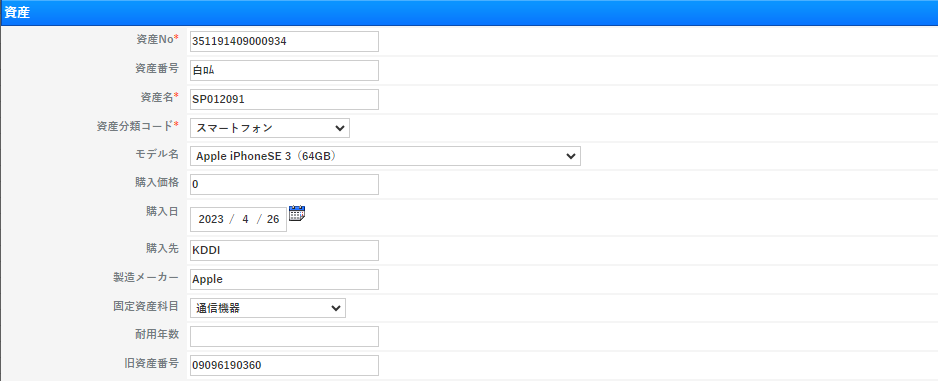 資産
資産No* 351191409000934
資産番号 白ロム
資産名* SP012091
資産分類コード* スマートフォン
モデル名 Apple iPhoneSE 3（64GB）
購入価格 0
購入日 2023 / 4 / 26
購入先 KDDI
製造メーカー Apple
固定資産科目 通信機器
耐用年数
旧資産番号 09096190360